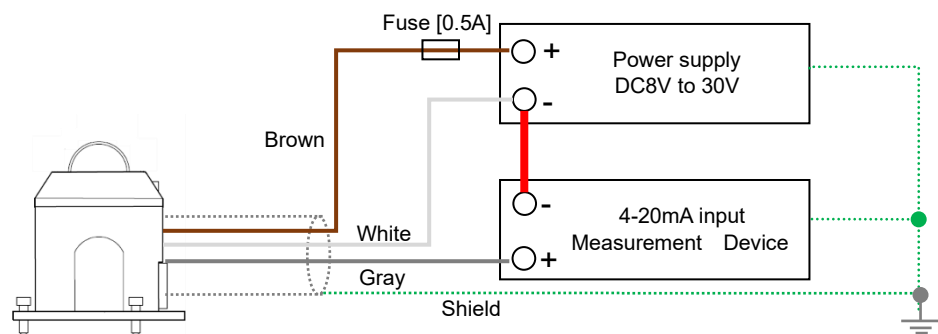 Fuse [0.5A]
+
Power supply
DC8V to 30V
-
Brown
-
4-20mA input
White
Measurement Device
+
Gray
Shield